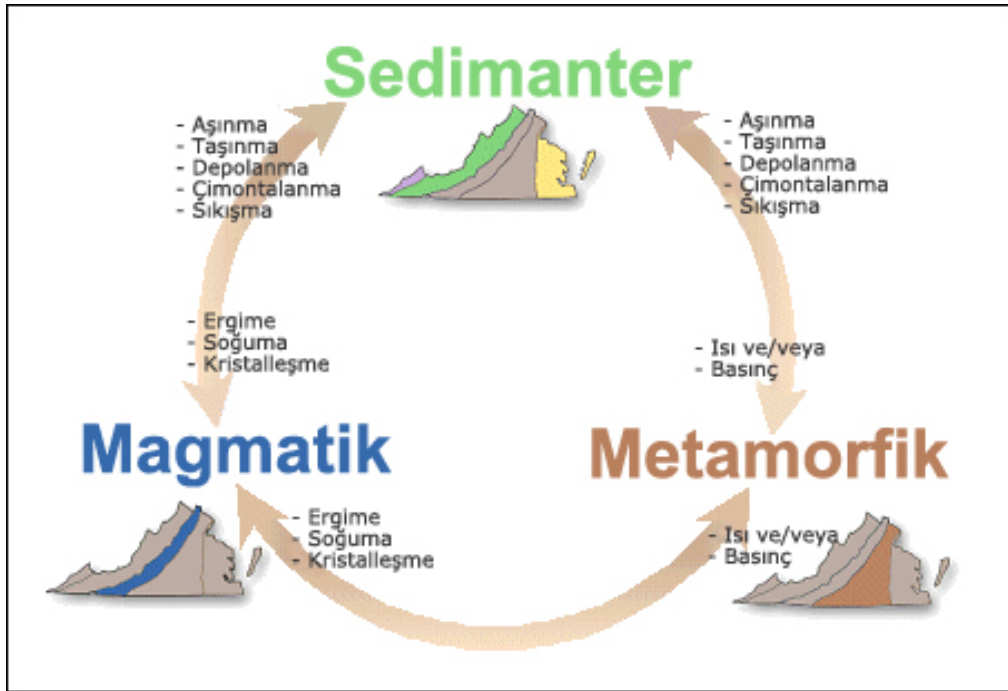 Sedimanter
- Aşınma
- Taşınma
- Depolanma
- Çimontalanma
- Sıkışma
- Aşınma
- Taşınma
- Depolanma
- Çimontalanma
- Sıkışma
- Ergime
- Soğuma
- Kristalleşme
- Isı ve/veya
- Basınç
Magmatik
Metamorfik
- Ergime
- Soğuma
- Kristalleşme
- Isı ve/veya
- Basınç